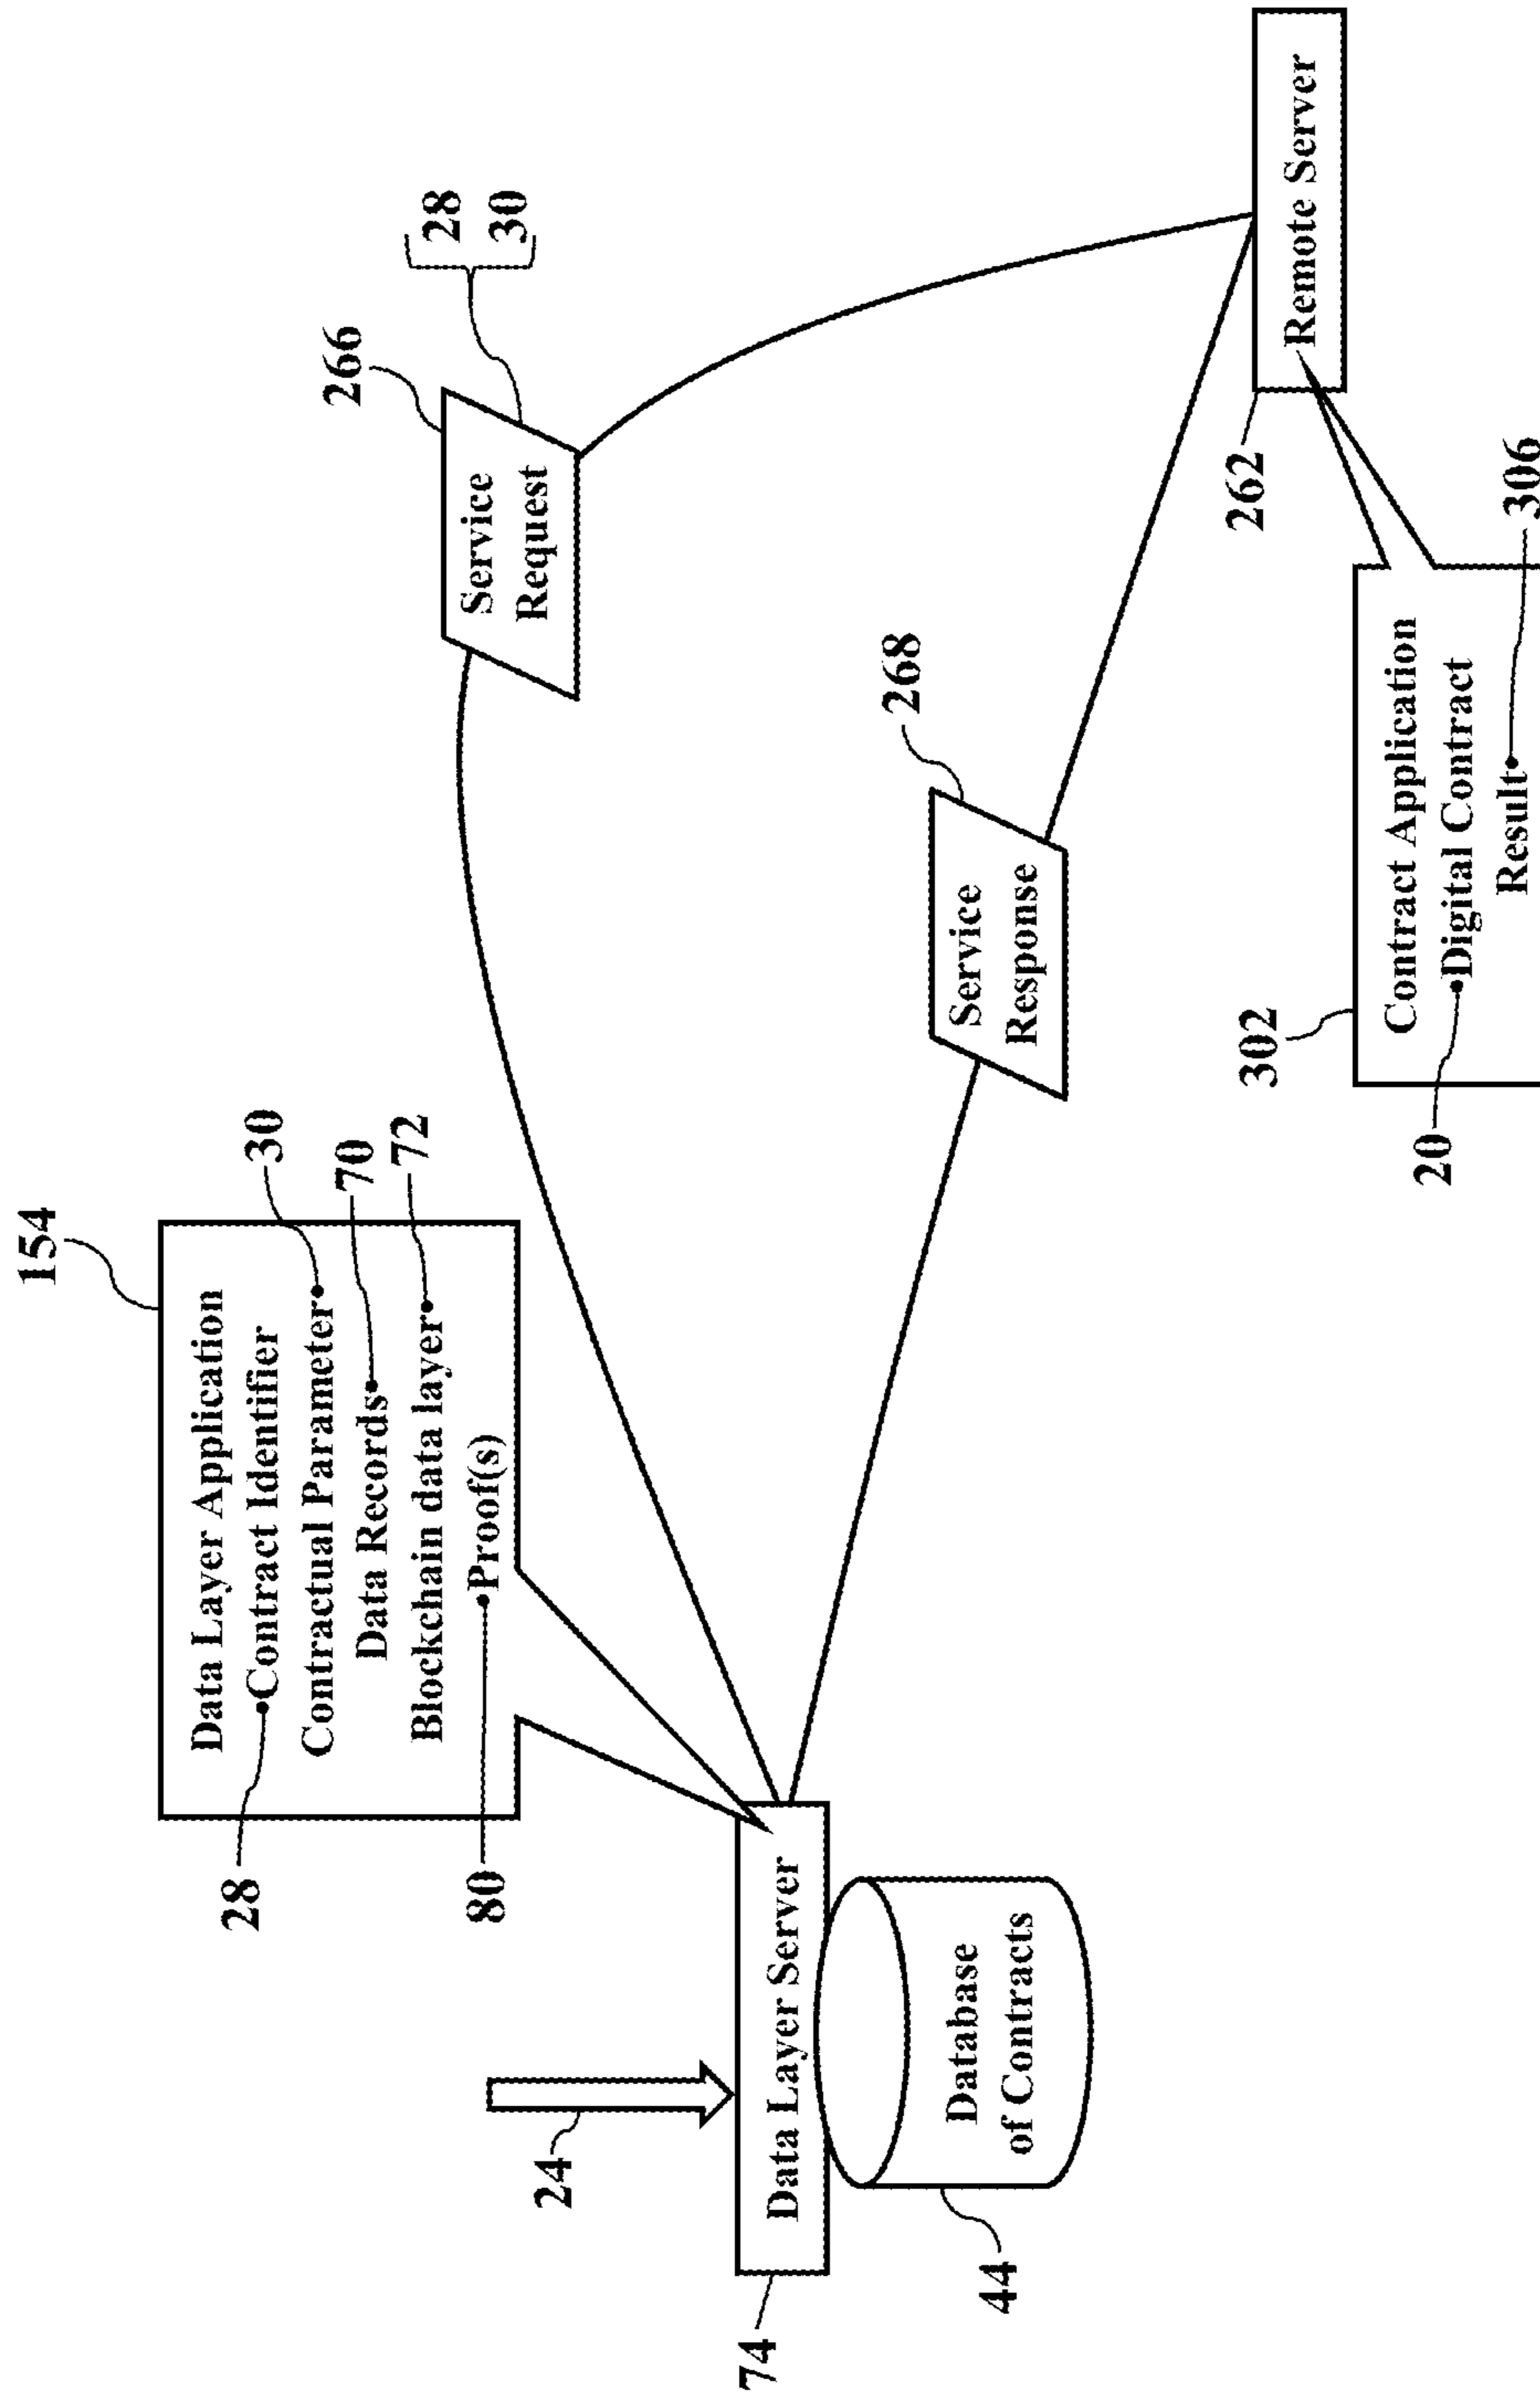 154
Data Layer Application
28
Contract Identifier
Contractual Parameter
30
Data Records
70
Blockchain data layer
72
80
Proof(s)
266
Service
Request
28
30
24
74
Data Layer Server
44
Database
of Contracts
268
Service
Response
262
Remote Server
302
Contract Application
20
Digital Contract
Result
306